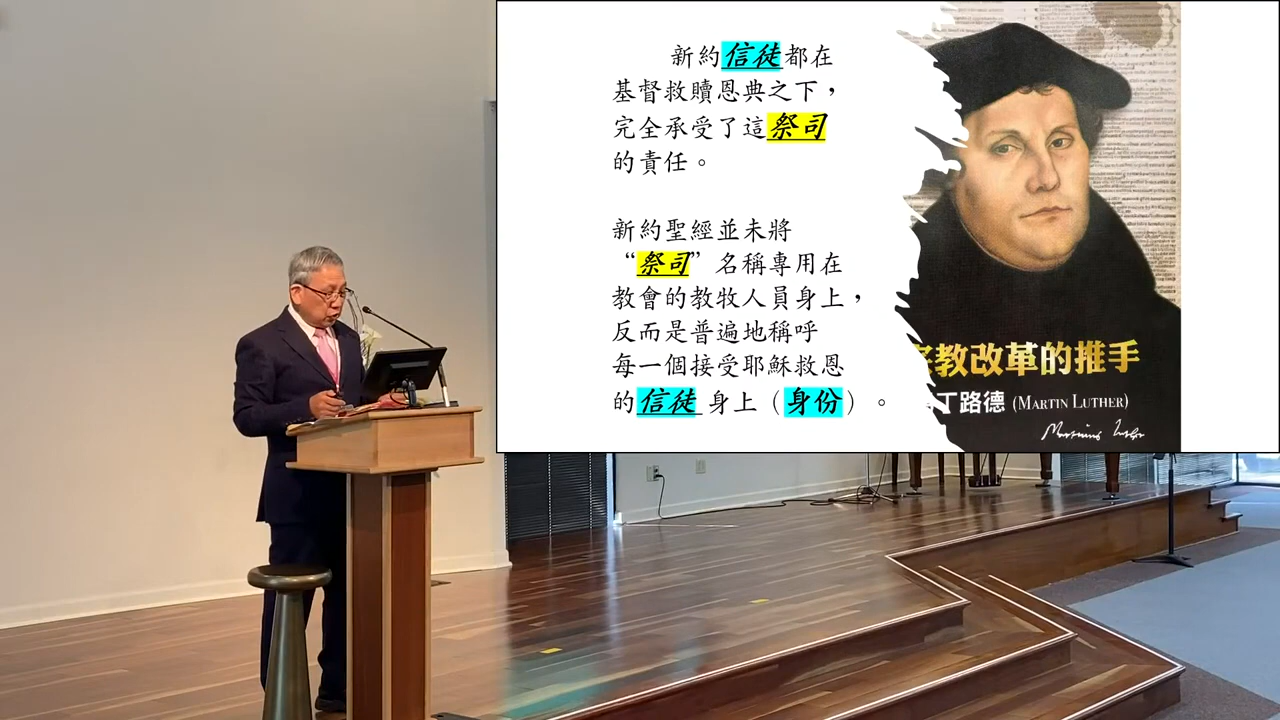 新約信徒都在
基督救贖恩典之下，
完全承受了這祭司
的責任。
新約聖經並未將
“祭司”名稱專用在
教會的教牧人員身上，
反而是普遍地稱呼
每一個接受耶穌救恩
的信徒 身上（身份）。
教改革的推手
丁路德 (MARTIN LUTHER)